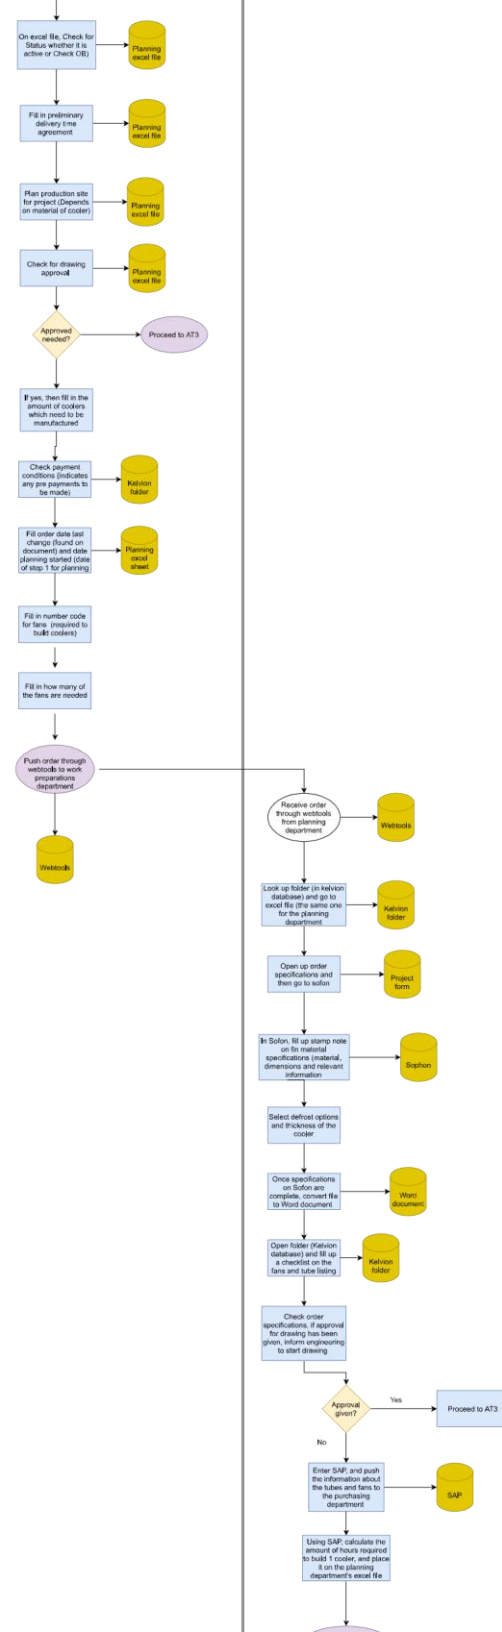 On excel file, Check for
Status whether it is
active or Check OB)
Planning
excel file
Fill in preliminary
delivery time
agreement
Planning
excel file
Plan production site
for project (Depends
on material of cooler)
Planning
excel file
Check for drawing
approval
Planning
excel file
Approved
needed?
Proceed to AT3
If yes, then fill in the
amount of coolers
which need to be
manufactured
Check payment
conditions (indicates
any pre payments to
be made)
Kelvion
folder
Fill order date last
change (found on
document) and date
planning started (date
of step 1 for planning
Planning
excel
sheet
Fill in number code
for fans (required to
build coolers)
Fill in how many of
the fans are needed
Push order through
webtools to work
preparations
department
Webtools
Receive order
through webtools
from planning
department
Webtools
Look up folder (in kelvion
database) and go to
excel file (the same one
for the planning
department
Kelvion
folder
Open up order
specifications and
then go to sofon
Project
form
In Sofon, fill up stamp note
on fin material
specifications (material,
dimensions and relevant
information
Sophon
Select defrost options
and thickness of the
cooler
Once specifications
on Sofon are
complete, convert file
to Word document
Word
document
Open folder (Kelvion
database) and fill up
a checklist on the
fans and tube listing
Kelvion
folder
Check order
specifications, if approval
for drawing has been
given, inform engineering
to start drawing
Approval
given?
Yes
Proceed to AT3
No
Enter SAP, and push
the information about
the tubes and fans to
the purchasing
department
SAP
Using SAP, calculate the
amount of hours required
to build 1 cooler, and place
it on the planning
department's excel file